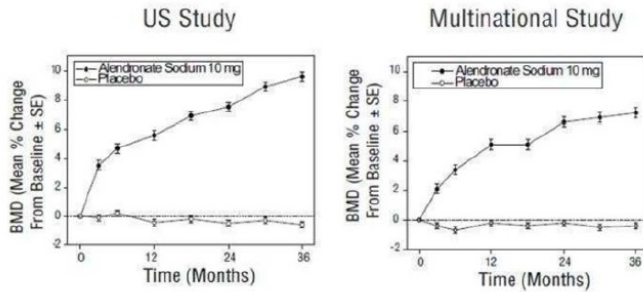 US Study
Alendronate Sodium 10 mg
Placebo
BMD (Mean % Change
From Baseline ± SE)
10
8
6
4
2
0
-2
0
12
24
36
Time (Months)
Multinational Study
Alendronate Sodium 10 mg
Placebo
BMD (Mean % Change
From Baseline ± SE)
10
8
6
4
2
0
-2
0
12
24
36
Time (Months)